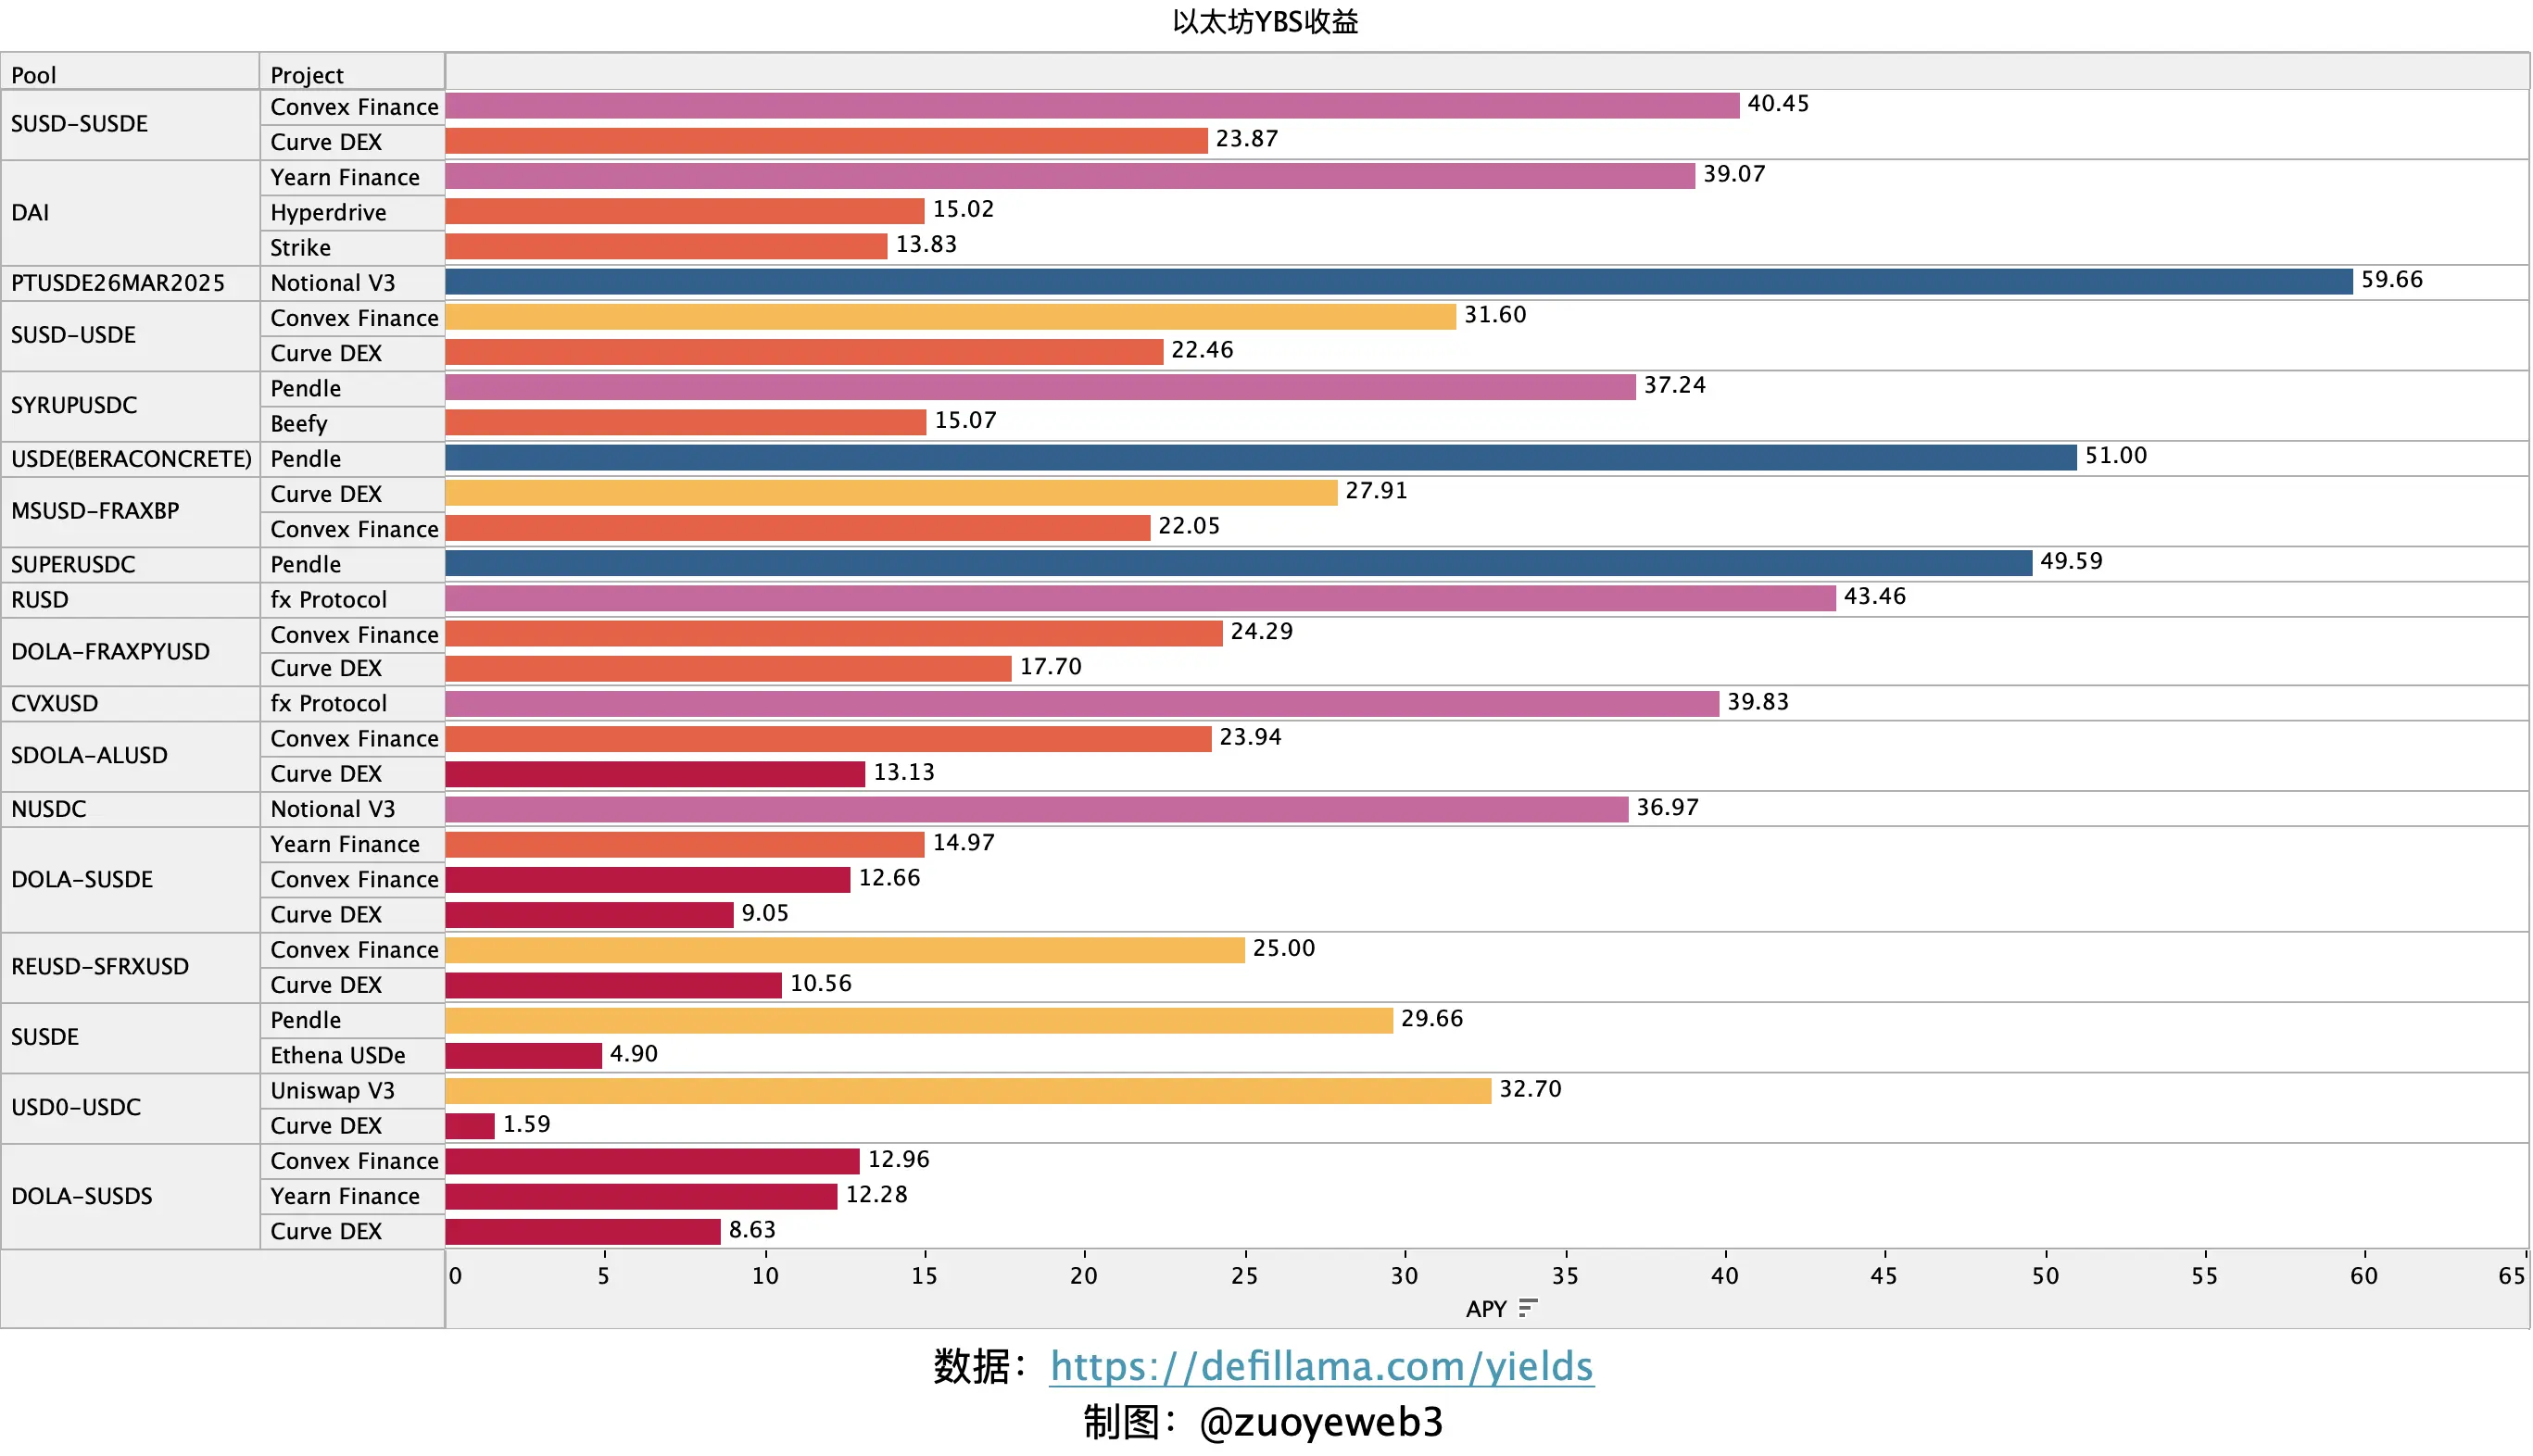 以太坊YBS收益
Pool Project
SUSD-SUSDE Convex Finance 40.45
Curve DEX 23.87
DAI Yearn Finance 39.07
Hyperdrive 15.02
Strike 13.83
PTUSDE26MAR2025 Notional V3 59.66
SUSD-USDE Convex Finance 31.60
Curve DEX 22.46
SYRUPUSDC Pendle 37.24
Beefy 15.07
USDE(BERACONCRETE) Pendle 51.00
MSUSD-FRAXBP Curve DEX 27.91
Convex Finance 22.05
SUPERUSDC Pendle 49.59
RUSD fx Protocol 43.46
DOLA-FRAXPYUSD Convex Finance 24.29
Curve DEX 17.70
CVXUSD fx Protocol 39.83
SDOLA-ALUSD Convex Finance 23.94
Curve DEX 13.13
NUSDC Notional V3 36.97
DOLA-SUSDE Yearn Finance 14.97
Convex Finance 12.66
Curve DEX 9.05
REUSD-SFRXUSD Convex Finance 25.00
Curve DEX 10.56
SUSDE Pendle 29.66
Ethena USDe 4.90
USD0-USDC Uniswap V3 32.70
Curve DEX 1.59
DOLA-SUSDS Convex Finance 12.96
Yearn Finance 12.28
Curve DEX 8.63
0 5 10 15 20 25 30 35 40 45 50 55 60 65
APY
数据：https://defillama.com/yields
制图：@zuoyeweb3